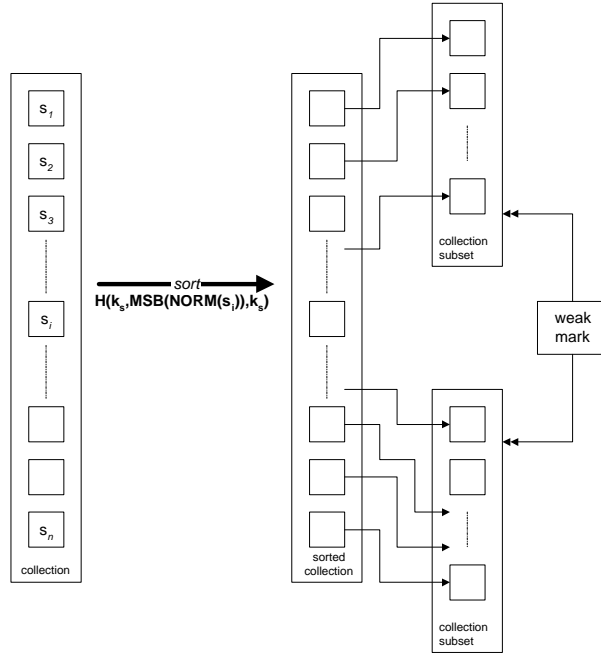 s1
s2
s3
si
sn
collection
sort
H(ks,MSB(NORM(si)),ks)
sorted
collection
collection
subset
weak
mark
collection
subset